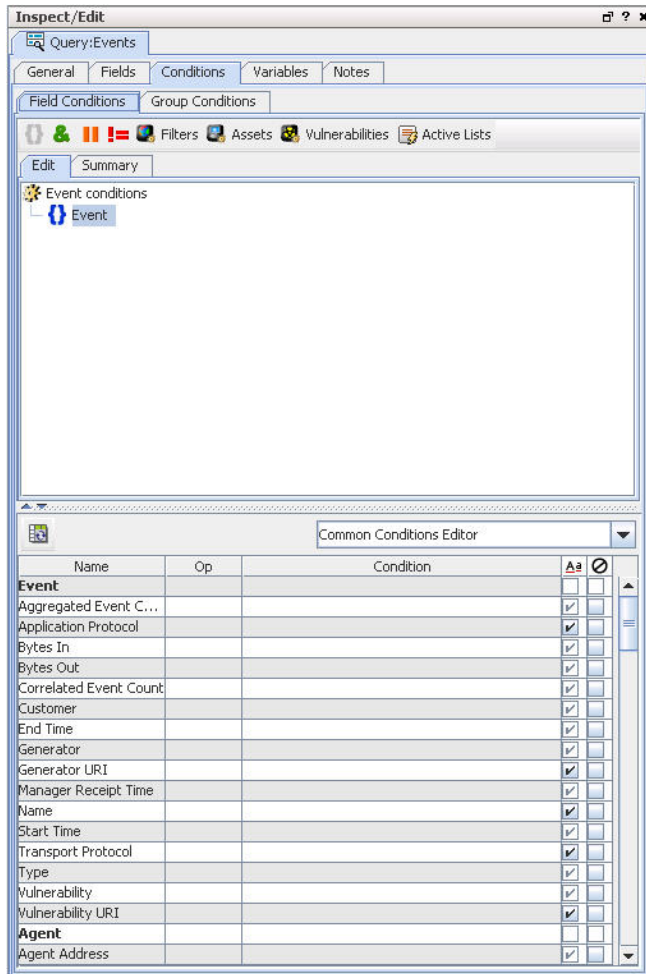 Inspect/Edit
Query:Events
General Fields Conditions Variables Notes
Field Conditions Group Conditions
Filters Assets Vulnerabilities Active Lists
Edit Summary
Event conditions
Event
Common Conditions Editor
Name Op Condition Aa
Event
Aggregated Event C...
Application Protocol
Bytes In
Bytes Out
Correlated Event Count
Customer
End Time
Generator
Generator URI
Manager Receipt Time
Name
Start Time
Transport Protocol
Type
Vulnerability
Vulnerability URI
Agent
Agent Address